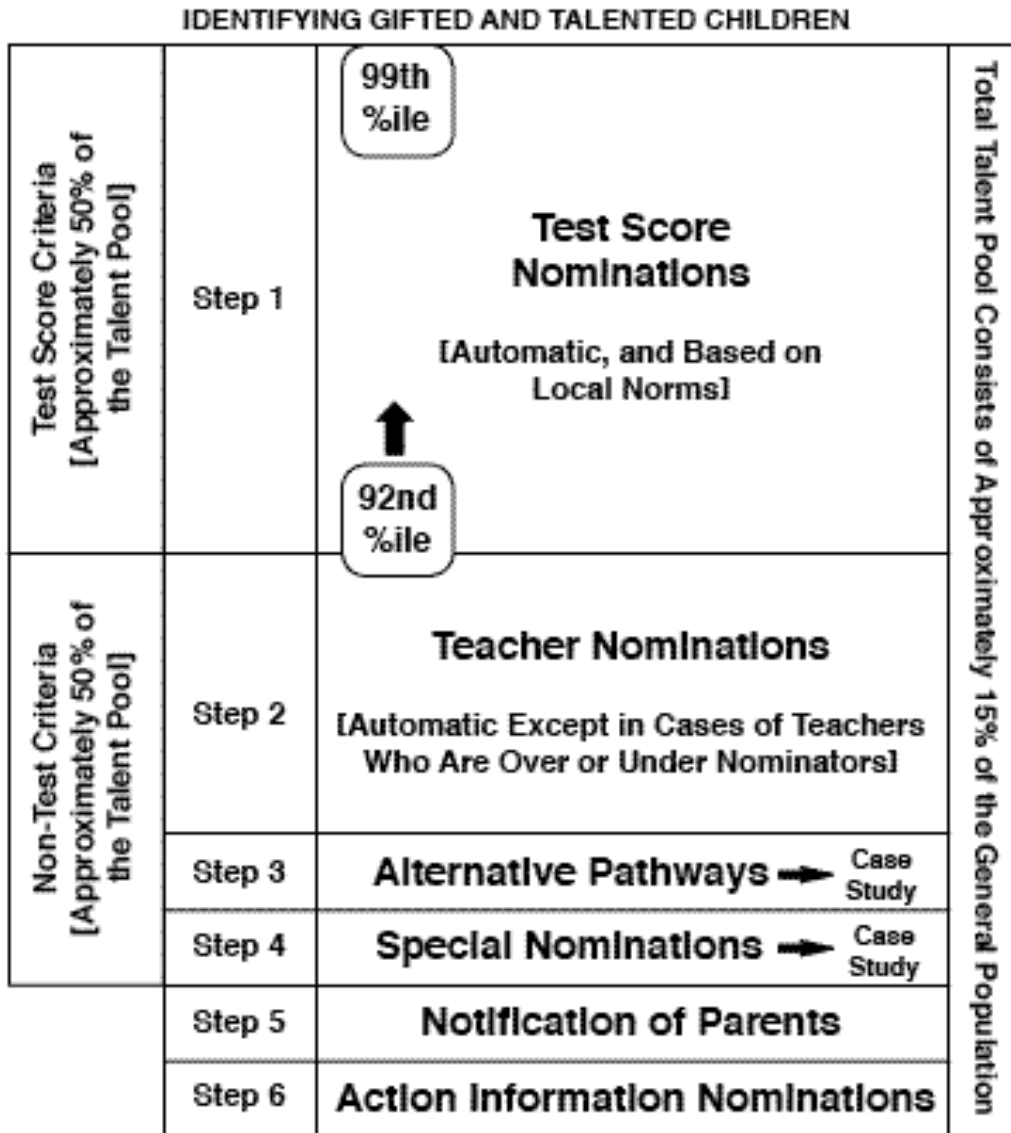 IDENTIFYING GIFTED AND TALENTED CHILDREN
Test Score Criteria
[Approximately 50% of
the Talent Pool]
Step 1
99th
%ile
Test Score
Nominations
[Automatic, and Based on
Local Norms]
92nd
%ile
Non-Test Criteria
[Approximately 50% of
the Talent Pool]
Step 2
Teacher Nominations
[Automatic Except in Cases of Teachers
Who Are Over or Under Nominators]
Step 3
Alternative Pathways
Case
Study
Step 4
Special Nominations
Case
Study
Step 5
Notification of Parents
Step 6
Action Information Nominations
Total Talent Pool Consists of Approximately 15% of the General Population